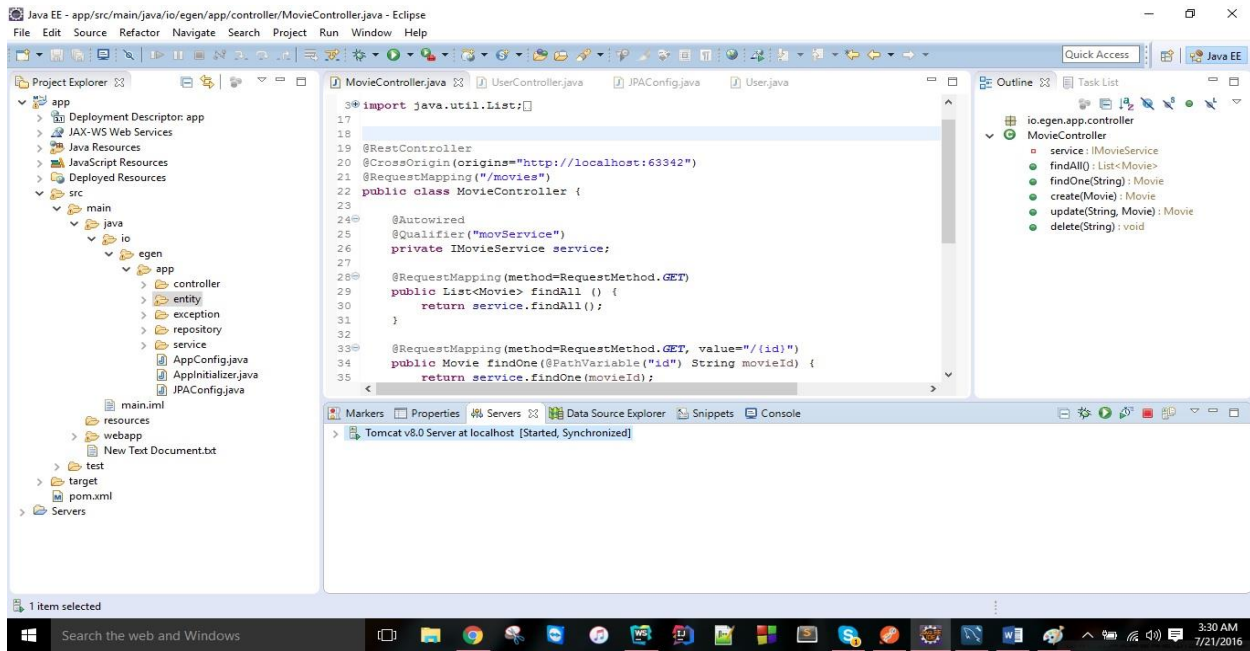 Java EE - app/src/main/java/io/egen/app/controller/MovieController.java - Eclipse
File Edit Source Refactor Navigate Search Project Run Window Help
Quick Access
Java EE
Project Explorer
app
Deployment Descriptor: app
JAX-WS Web Services
Java Resources
JavaScript Resources
Deployed Resources
src
main
java
io
egen
app
controller
entity
exception
repository
service
AppConfig.java
AppInitializer.java
JPAConfig.java
main.iml
resources
webapp
New Text Document.txt
test
target
pom.xml
Servers
MovieController.java UserController.java JPAConfig.java User.java
3 import java.util.List;
17
18
19 @RestController
20 @CrossOrigin(origins="http://localhost:63342")
21 @RequestMapping("/movies")
22 public class MovieController {
23
24 @Autowired
25 @Qualifier("movService")
26 private IMovieService service;
27
28 @RequestMapping(method=RequestMethod.GET)
29 public List<Movie> findAll () {
30 return service.findAll();
31 }
32
33 @RequestMapping(method=RequestMethod.GET, value="/{id}")
34 public Movie findOne(@PathVariable("id") String movieId) {
35 return service.findOne(movieId);
Outline Task List
io.egen.app.controller
MovieController
service : IMovieService
findAll() : List<Movie>
findOne(String) : Movie
create(Movie) : Movie
update(String, Movie) : Movie
delete(String) : void
Markers Properties Servers Data Source Explorer Snippets Console
Tomcat v8.0 Server at localhost [Started, Synchronized]
1 item selected
Search the web and Windows
3:30 AM
7/21/2016